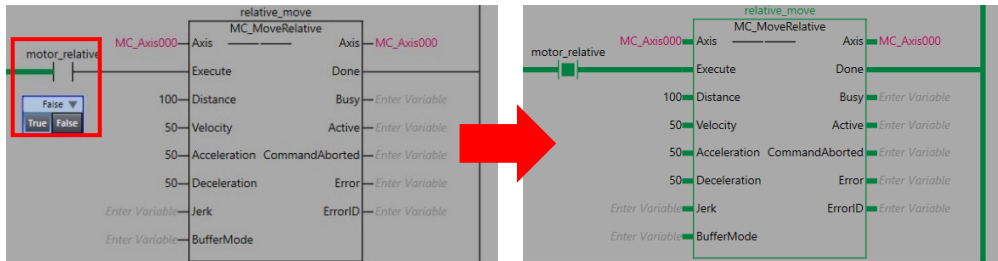 relative_move
MC_MoveRelative
MC_Axis000 Axis Axis MC_Axis000
motor_relative
Execute Done
False ▼
True False
100 Distance Busy Enter Variable
50 Velocity Active Enter Variable
50 Acceleration CommandAborted Enter Variable
50 Deceleration Error Enter Variable
Enter Variable Jerk ErrorID Enter Variable
Enter Variable BufferMode
relative_move
MC_MoveRelative
MC_Axis000 Axis Axis MC_Axis000
motor_relative
Execute Done
100 Distance Busy Enter Variable
50 Velocity Active Enter Variable
50 Acceleration CommandAborted Enter Variable
50 Deceleration Error Enter Variable
Enter Variable Jerk ErrorID Enter Variable
Enter Variable BufferMode